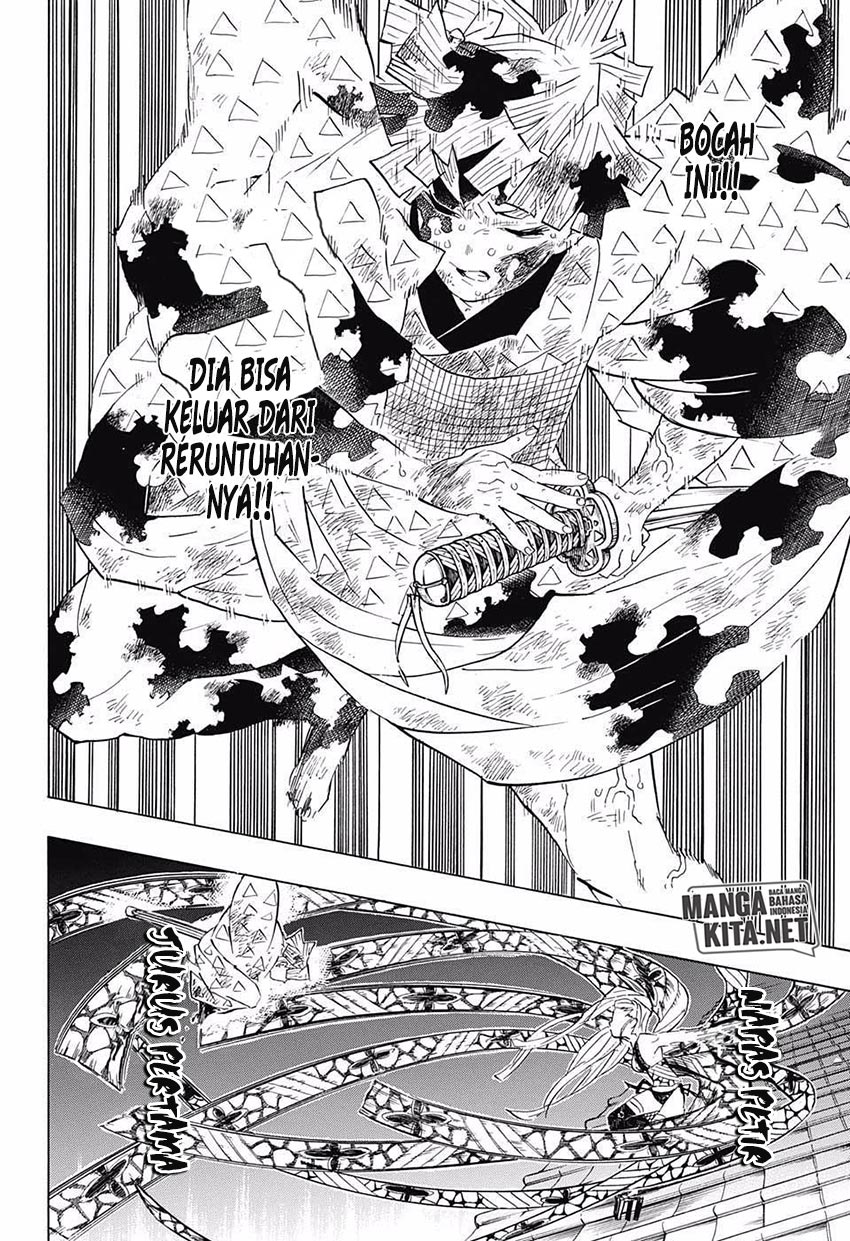 BOCAH
INI!!
DIA BISA
KELUAR DARI
RERUNTUHAN-
NYA!!
MANGA
KITA.NET
BACA MANGA
BAHASA
INDONESIA
NAPAS PETIR
JURUS PERTAMA